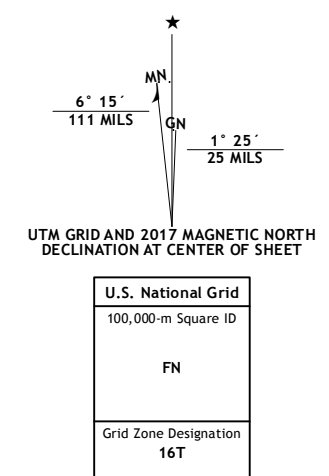 ★
MN.
6° 15´
111 MILS
GN
1° 25´
25 MILS
UTM GRID AND 2017 MAGNETIC NORTH
DECLINATION AT CENTER OF SHEET
U.S. National Grid
100,000-m Square ID
FN
Grid Zone Designation
16T